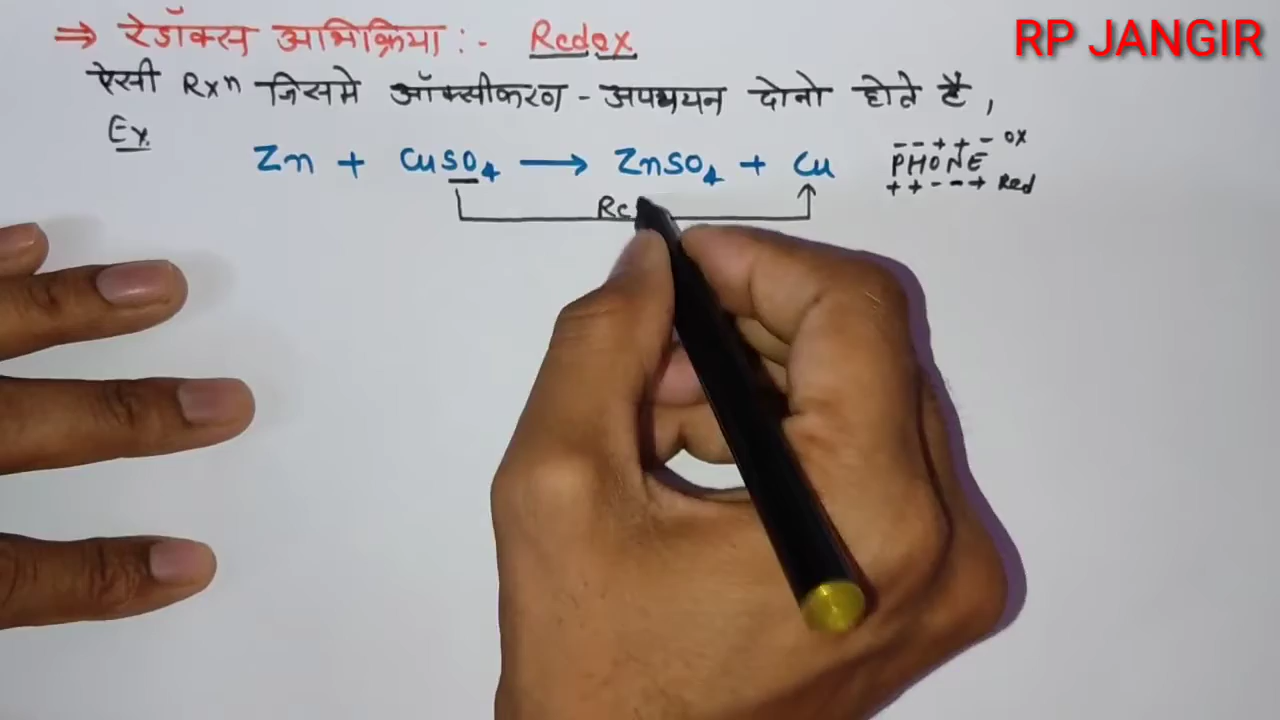 RP JANGIR
⇒ रेडॉक्स अभिक्रिया :- Redox
ऐसी Rxn जिसमे ऑक्सीकरण - अपचयन दोनो होते है,
Ex.
Zn + CuSO4 → ZnSO4 + Cu
- - + + - ox
PHONE
+ + - - + Red